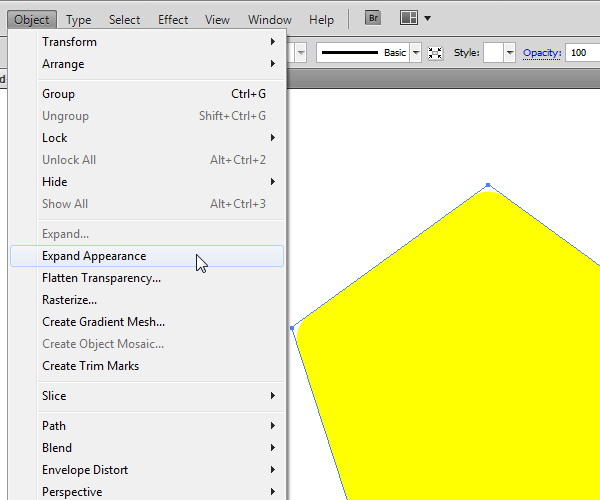 Object Type Select Effect View Window Help Br
Basic Style: Opacity: 100
Transform
Arrange
Group Ctrl+G
Ungroup Shift+Ctrl+G
Lock
Unlock All Alt+Ctrl+2
Hide
Show All Alt+Ctrl+3
Expand...
Expand Appearance
Flatten Transparency...
Rasterize...
Create Gradient Mesh...
Create Object Mosaic...
Create Trim Marks
Slice
Path
Blend
Envelope Distort
Perspective